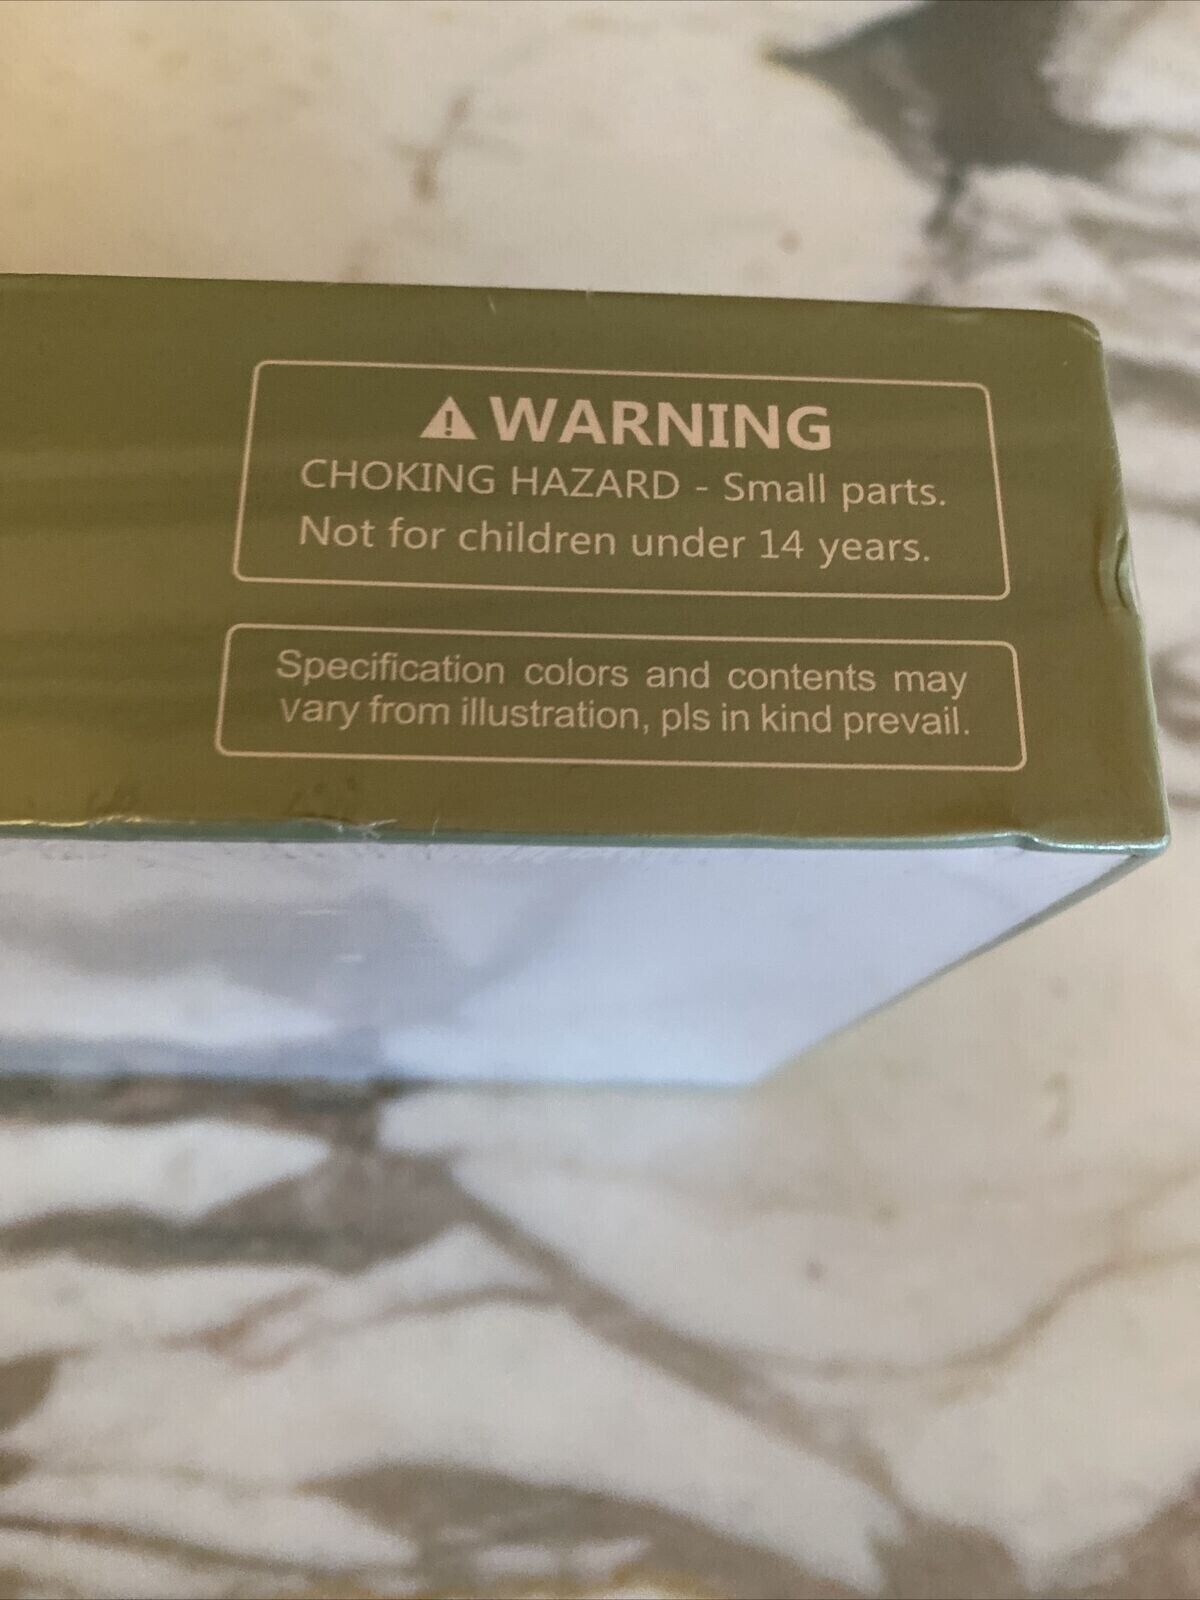 WARNING
CHOKING HAZARD - Small parts.
Not for children under 14 years.
Specification colors and contents may
vary from illustration, pls in kind prevail.